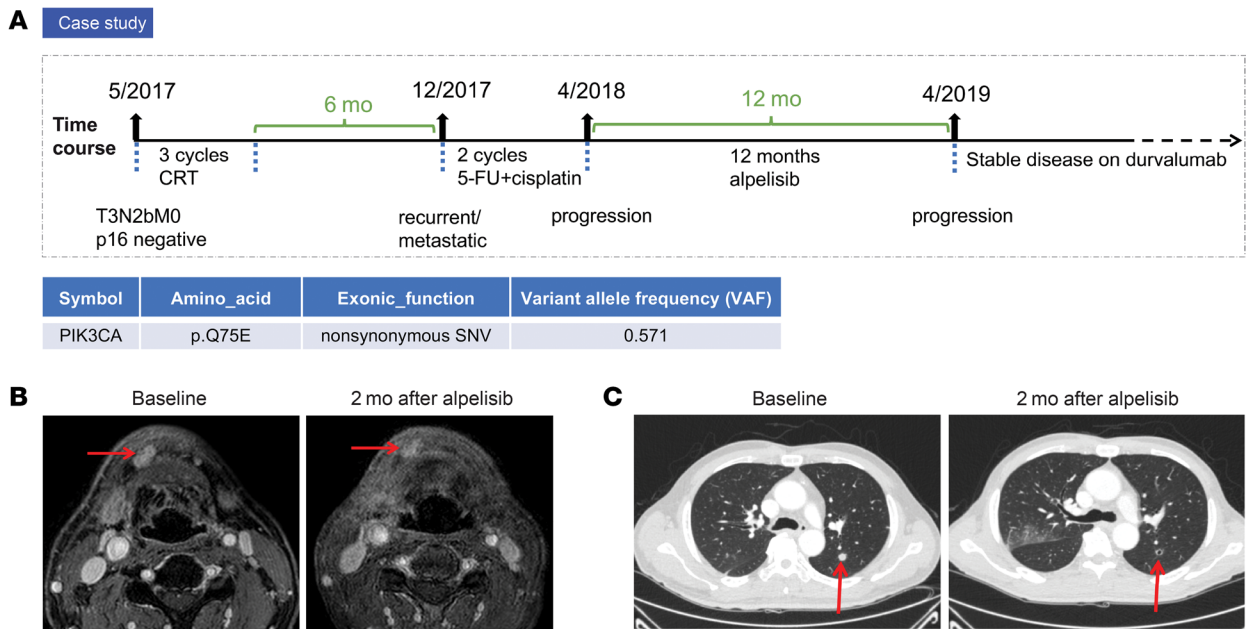 A
Case study
5/2017
6 mo
12/2017
4/2018
12 mo
4/2019
Time
course
3 cycles
CRT
2 cycles
5-FU+cisplatin
12 months
alpelisib
Stable disease on durvalumab
T3N2bM0
p16 negative
recurrent/
metastatic
progression
progression
Symbol Amino_acid Exonic_function Variant allele frequency (VAF)
PIK3CA p.Q75E nonsynonymous SNV 0.571
B
Baseline
2 mo after alpelisib
C
Baseline
2 mo after alpelisib